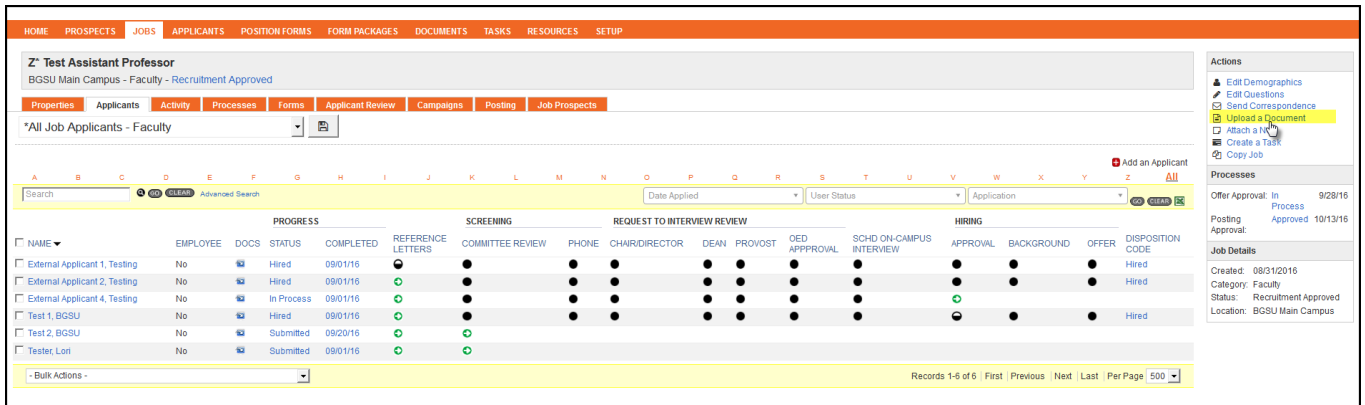 HOME PROSPECTS JOBS APPLICANTS POSITION FORMS FORM PACKAGES DOCUMENTS TASKS RESOURCES SETUP
Z* Test Assistant Professor
BGSU Main Campus - Faculty - Recruitment Approved
Properties Applicants Activity Processes Forms Applicant Review Campaigns Posting Job Prospects
*All Job Applicants - Faculty
Add an Applicant
A B C D E F G H I J K L M N O P Q R S T U V W X Y Z All
Search GO CLEAR Advanced Search Date Applied User Status Application GO CLEAR
PROGRESS SCREENING REQUEST TO INTERVIEW REVIEW HIRING
NAME EMPLOYEE DOCS STATUS COMPLETED REFERENCE LETTERS COMMITTEE REVIEW PHONE CHAIR/DIRECTOR DEAN PROVOST OED APPPROVAL SCHD ON-CAMPUS INTERVIEW APPROVAL BACKGROUND OFFER DISPOSITION CODE
External Applicant 1, Testing No Hired 09/01/16 Hired
External Applicant 2, Testing No Hired 09/01/16 Hired
External Applicant 4, Testing No In Process 09/01/16
Test 1, BGSU No Hired 09/01/16 Hired
Test 2, BGSU No Submitted 09/20/16
Tester, Lori No Submitted 09/01/16
- Bulk Actions - Records 1-6 of 6 | First | Previous | Next | Last | Per Page 500
Actions
Edit Demographics
Edit Questions
Send Correspondence
Upload a Document
Attach a N
Create a Task
Copy Job
Processes
Offer Approval: In Process 9/28/16
Posting Approval: Approved 10/13/16
Job Details
Created: 08/31/2016
Category: Faculty
Status: Recruitment Approved
Location: BGSU Main Campus